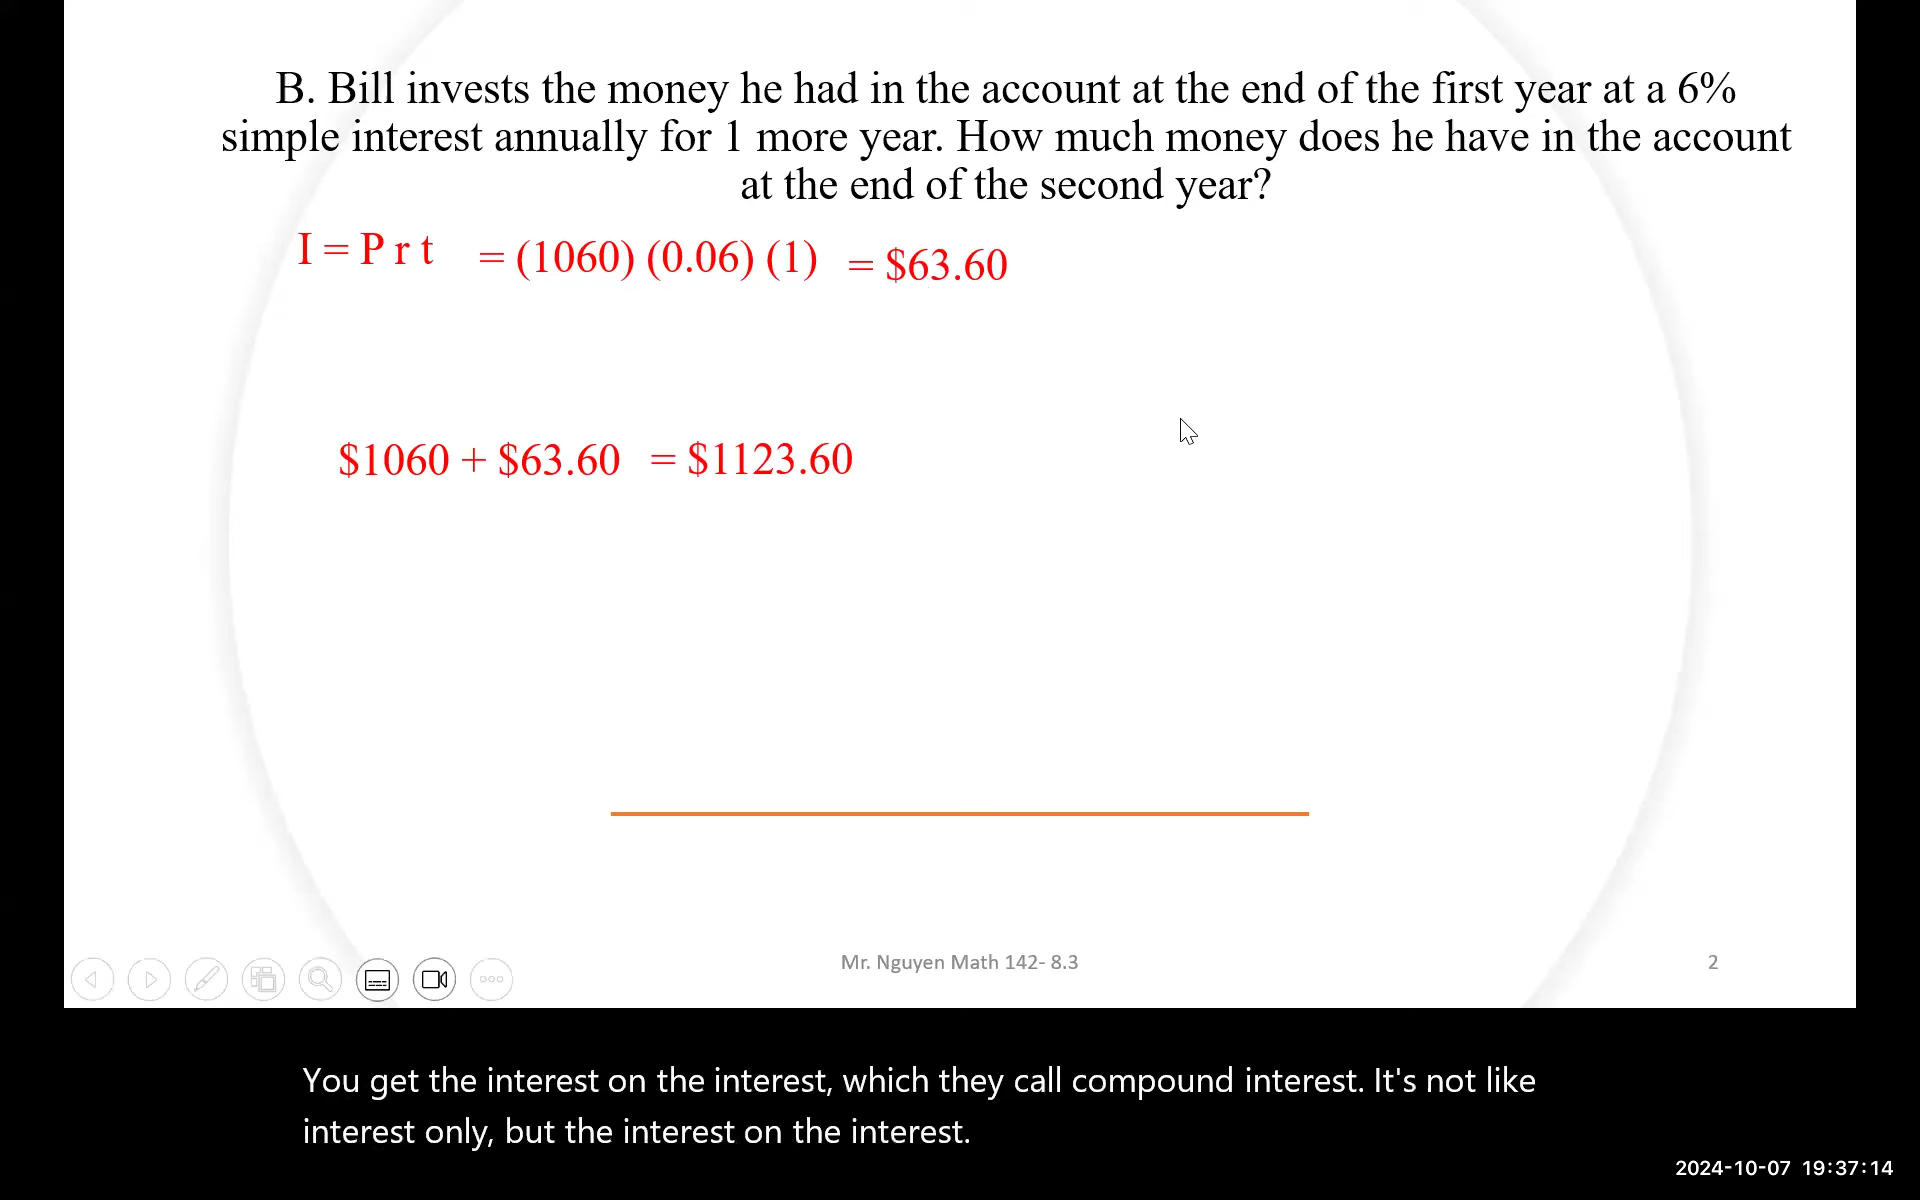 B. Bill invests the money he had in the account at the end of the first year at a 6%
simple interest annually for 1 more year. How much money does he have in the account
at the end of the second year?
I = P r t = (1060) (0.06) (1) = $63.60
$1060 + $63.60 = $1123.60
Mr. Nguyen Math 142- 8.3
2
You get the interest on the interest, which they call compound interest. It's not like
interest only, but the interest on the interest.
2024-10-07 19:37:14